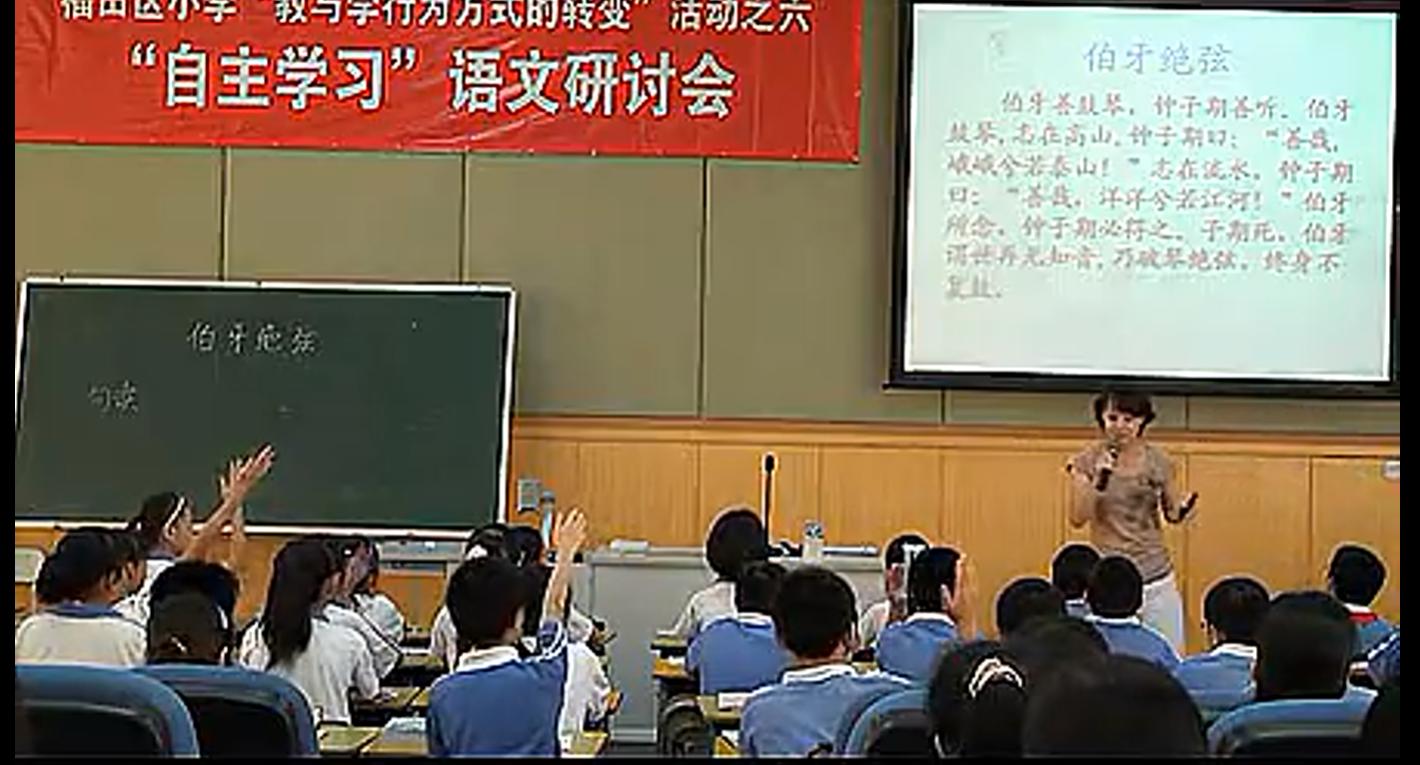 福田区小学“教与学行为方式的转变”活动之六
“自主学习”语文研讨会
伯牙绝弦
伯牙善鼓琴，钟子期善听。伯牙
鼓琴，志在高山，钟子期曰：“善哉，
峨峨兮若泰山！”志在流水，钟子期
曰：“善哉，洋洋兮若江河！”伯牙
所念，钟子期必得之。子期死，伯牙
谓世再无知音，乃破琴绝弦，终身不
复鼓。
伯牙绝弦
句读